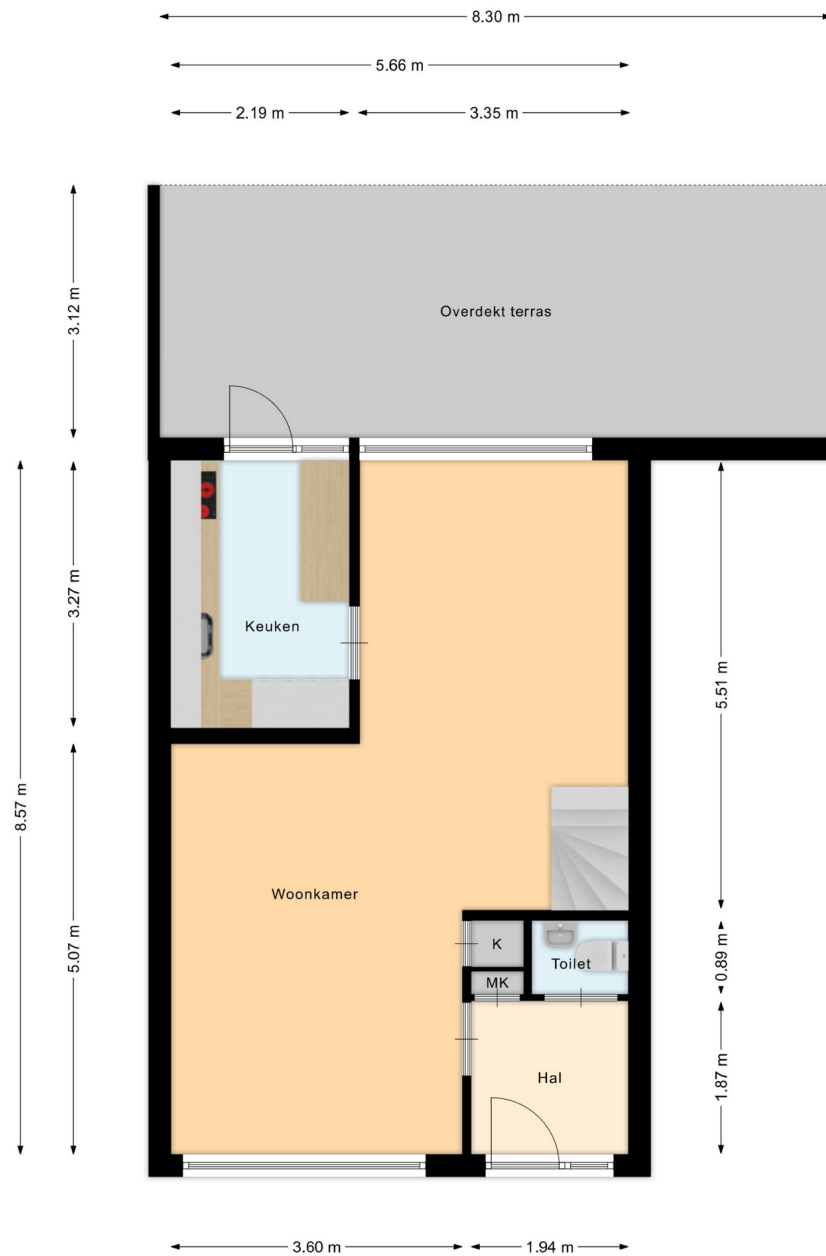 8.30 m
5.66 m
2.19 m
3.35 m
3.12 m
Overdekt terras
3.27 m
Keuken
5.51 m
8.57 m
5.07 m
Woonkamer
K
Toilet
0.89 m
MK
Hal
1.87 m
3.60 m
1.94 m